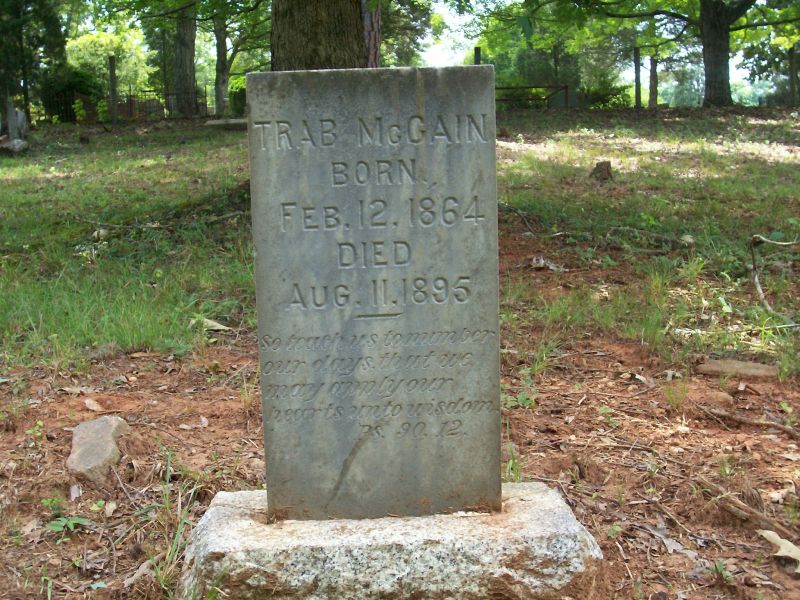 TRAB McCAIN
BORN
FEB. 12. 1864
DIED
AUG. 11. 1895
So teach us to number
our days, that we
may apply our
hearts unto wisdom.
PS. 90. 12.